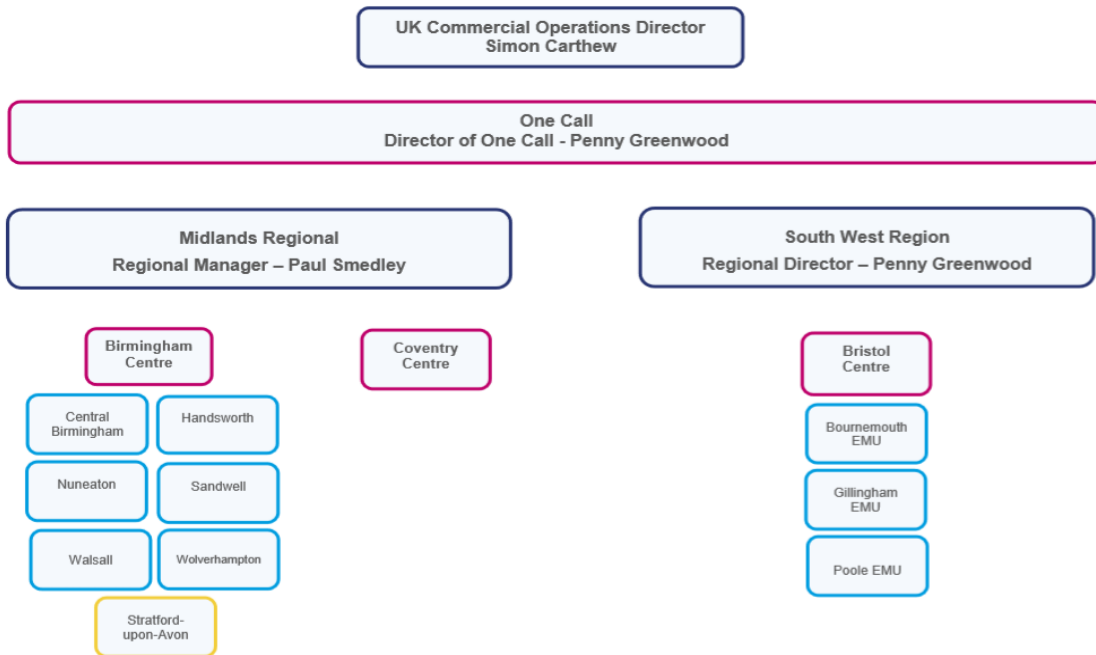 UK Commercial Operations Director
Simon Carthew
One Call
Director of One Call - Penny Greenwood
Midlands Regional
Regional Manager – Paul Smedley
South West Region
Regional Director – Penny Greenwood
Birmingham
Centre
Coventry
Centre
Bristol
Centre
Central
Birmingham
Handsworth
Nuneaton
Sandwell
Walsall
Wolverhampton
Stratford-
upon-Avon
Bournemouth
EMU
Gillingham
EMU
Poole EMU